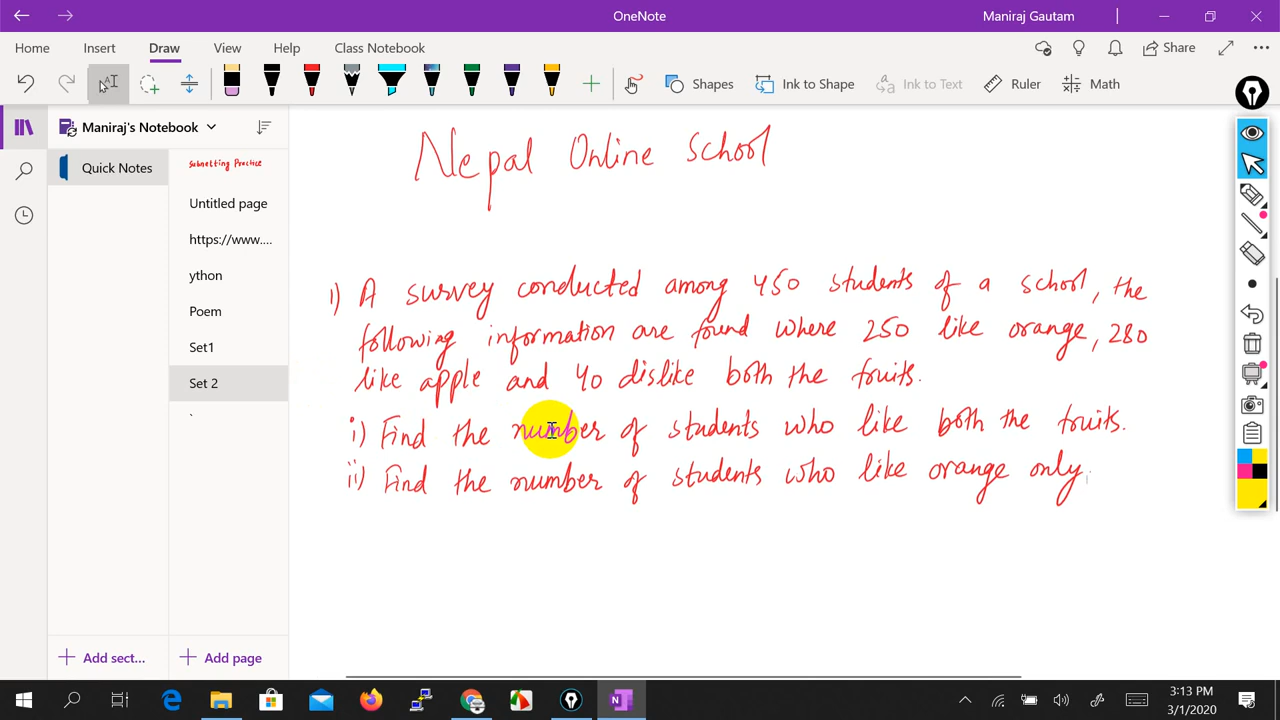 OneNote
Maniraj Gautam
Home Insert Draw View Help Class Notebook
Share
Shapes Ink to Shape Ink to Text Ruler Math
Maniraj's Notebook
Quick Notes
Subnetting Practice
Untitled page
https://www....
ython
Poem
Set1
Set 2
`
Add sect...
Add page
Nepal Online School
1) A survey conducted among 450 students of a school, the
following information are found where 250 like orange, 280
like apple and 40 dislike both the fruits.
i) Find the number of students who like both the fruits.
ii) Find the number of students who like orange only.
3:13 PM
3/1/2020